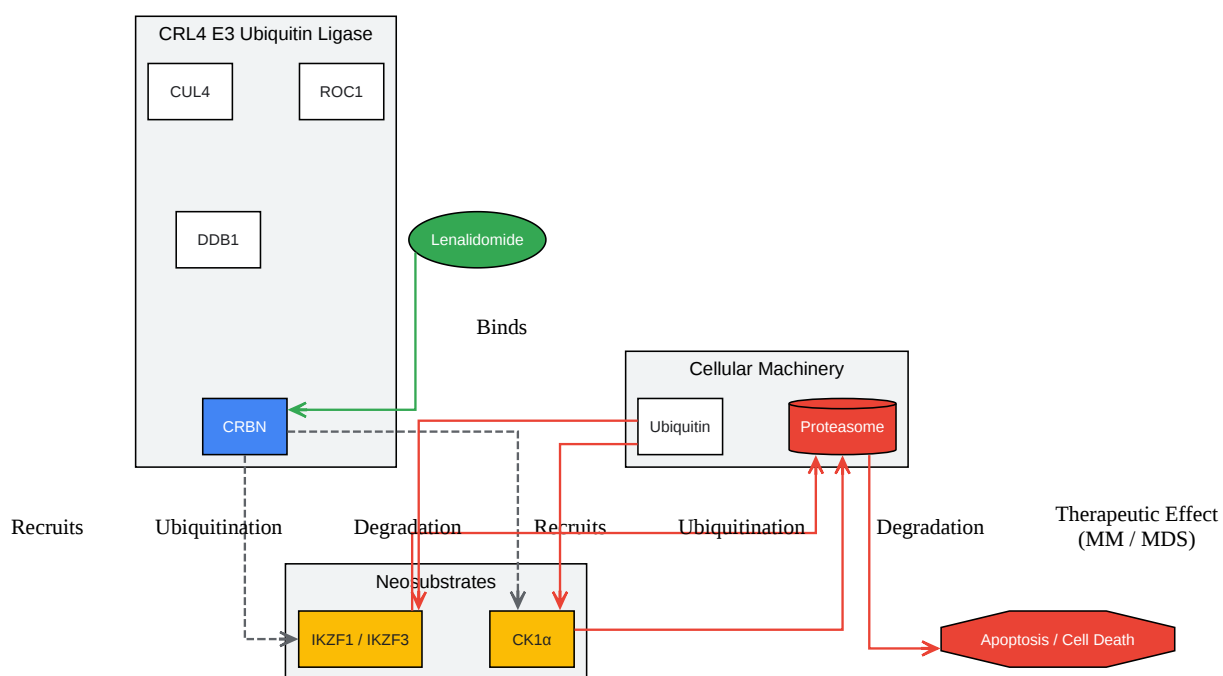 CRL4 E3 Ubiquitin Ligase
CUL4
ROC1
DDB1
Lenalidomide
Binds
Cellular Machinery
CRBN
Ubiquitin
Proteasome
Recruits
Ubiquitination
Degradation
Recruits
Ubiquitination
Degradation
Therapeutic Effect
(MM / MDS)
Neosubstrates
IKZF1 / IKZF3
CK1α
Apoptosis / Cell Death